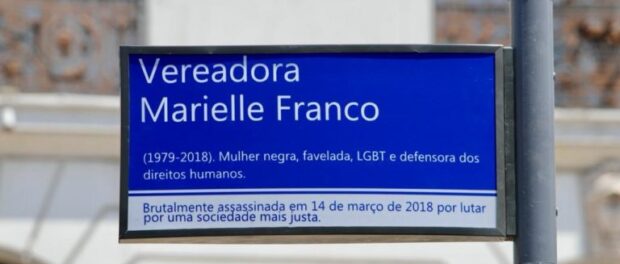 Vereadora
Marielle Franco
(1979-2018). Mulher negra, favelada, LGBT e defensora dos
direitos humanos.
Brutalmente assassinada em 14 de março de 2018 por lutar
por uma sociedade mais justa.